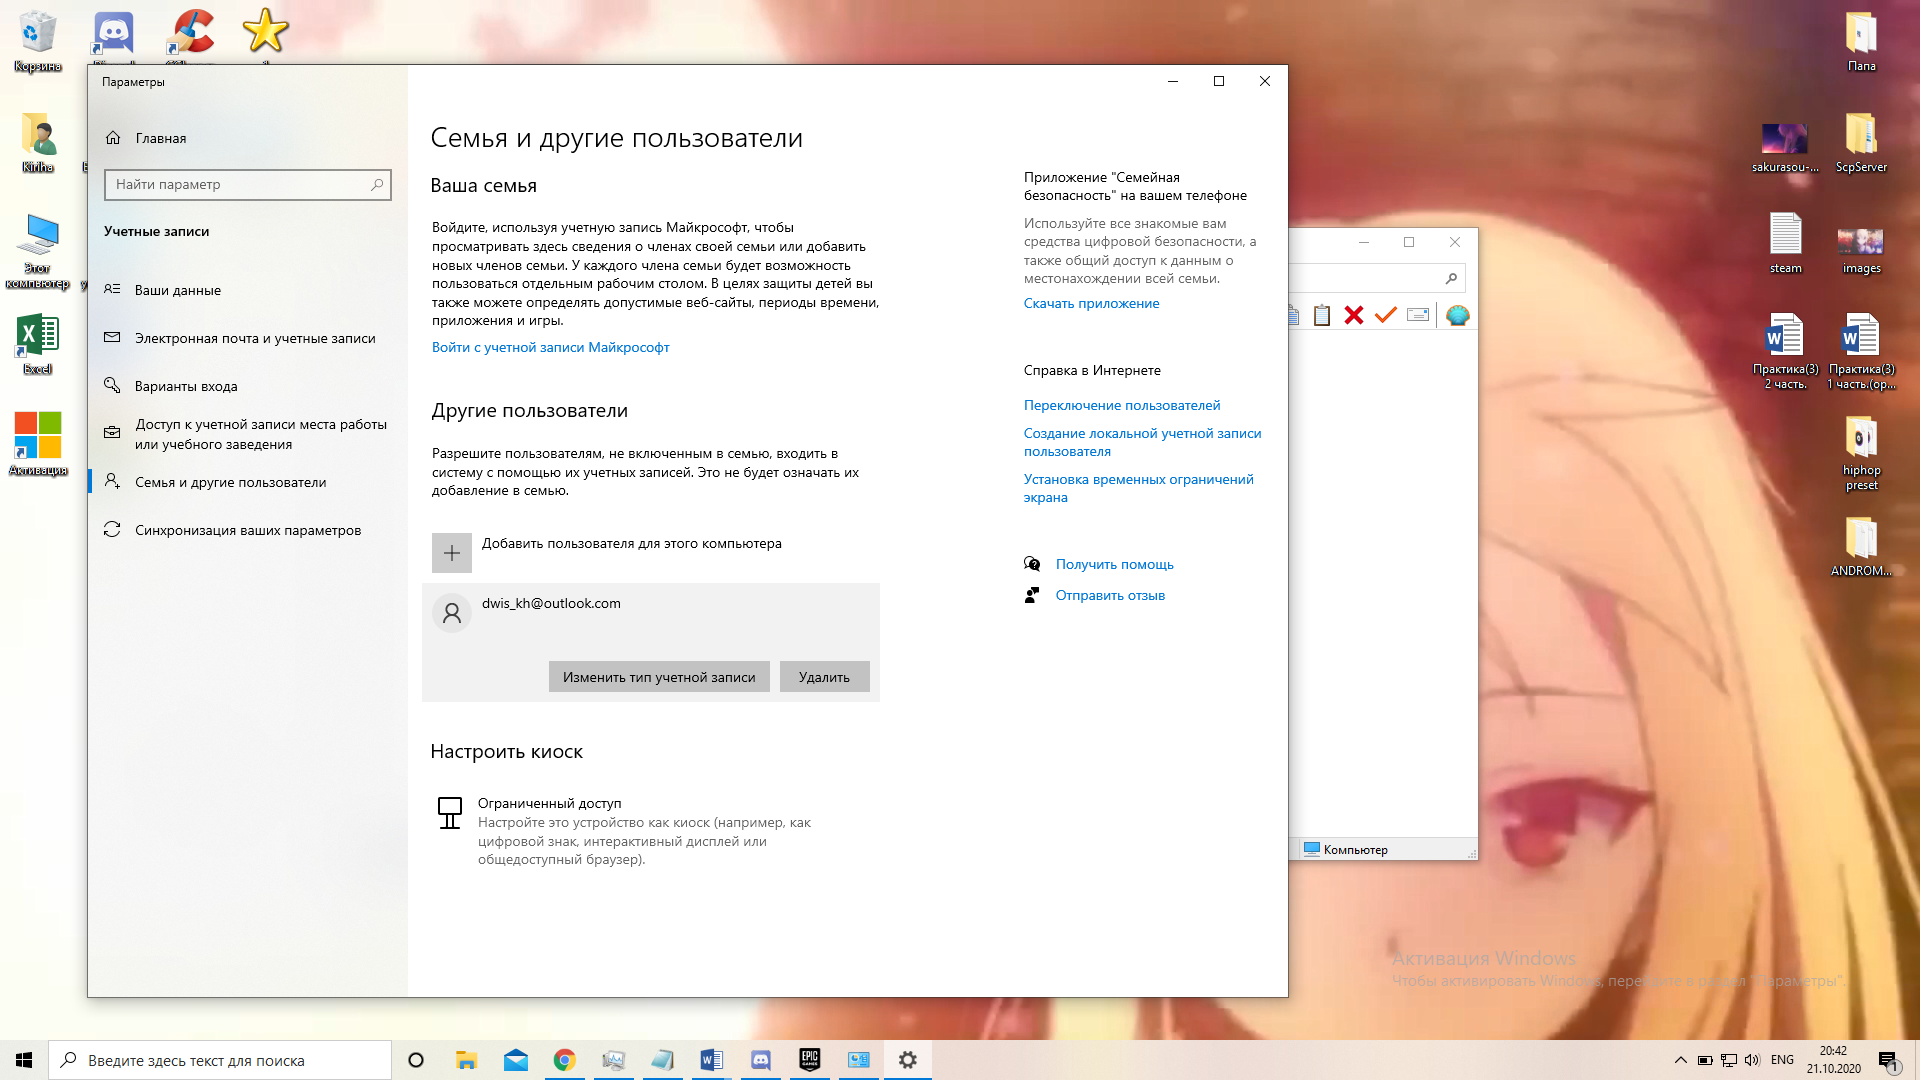 Корзина
Папа
Параметры
Главная
Найти параметр
Учетные записи
Ваши данные
Электронная почта и учетные записи
Варианты входа
Доступ к учетной записи места работы
или учебного заведения
Семья и другие пользователи
Синхронизация ваших параметров
Kiriha
Этот
компьютер
Excel
Активация
Семья и другие пользователи
Ваша семья
Войдите, используя учетную запись Майкрософт, чтобы
просматривать здесь сведения о членах своей семьи или добавить
новых членов семьи. У каждого члена семьи будет возможность
пользоваться отдельным рабочим столом. В целях защиты детей вы
также можете определять допустимые веб-сайты, периоды времени,
приложения и игры.
Войти с учетной записи Майкрософт
Другие пользователи
Разрешите пользователям, не включенным в семью, входить в
систему с помощью их учетных записей. Это не будет означать их
добавление в семью.
Добавить пользователя для этого компьютера
dwis_kh@outlook.com
Изменить тип учетной записи
Удалить
Настроить киоск
Ограниченный доступ
Настройте это устройство как киоск (например, как
цифровой знак, интерактивный дисплей или
общедоступный браузер).
Приложение "Семейная
безопасность" на вашем телефоне
Используйте все знакомые вам
средства цифровой безопасности, а
также общий доступ к данным о
местонахождении всей семьи.
Скачать приложение
Справка в Интернете
Переключение пользователей
Создание локальной учетной записи
пользователя
Установка временных ограничений
экрана
Получить помощь
Отправить отзыв
Компьютер
sakurasou-...
ScpServer
steam
images
Практика(3)
2 часть.
Практика(3)
1 часть.(ор...
hiphop
preset
ANDROM...
Активация Windows
Чтобы активировать Windows, перейдите в раздел "Параметры".
Введите здесь текст для поиска
EPIC
GAMES
ENG
20:42
21.10.2020
1